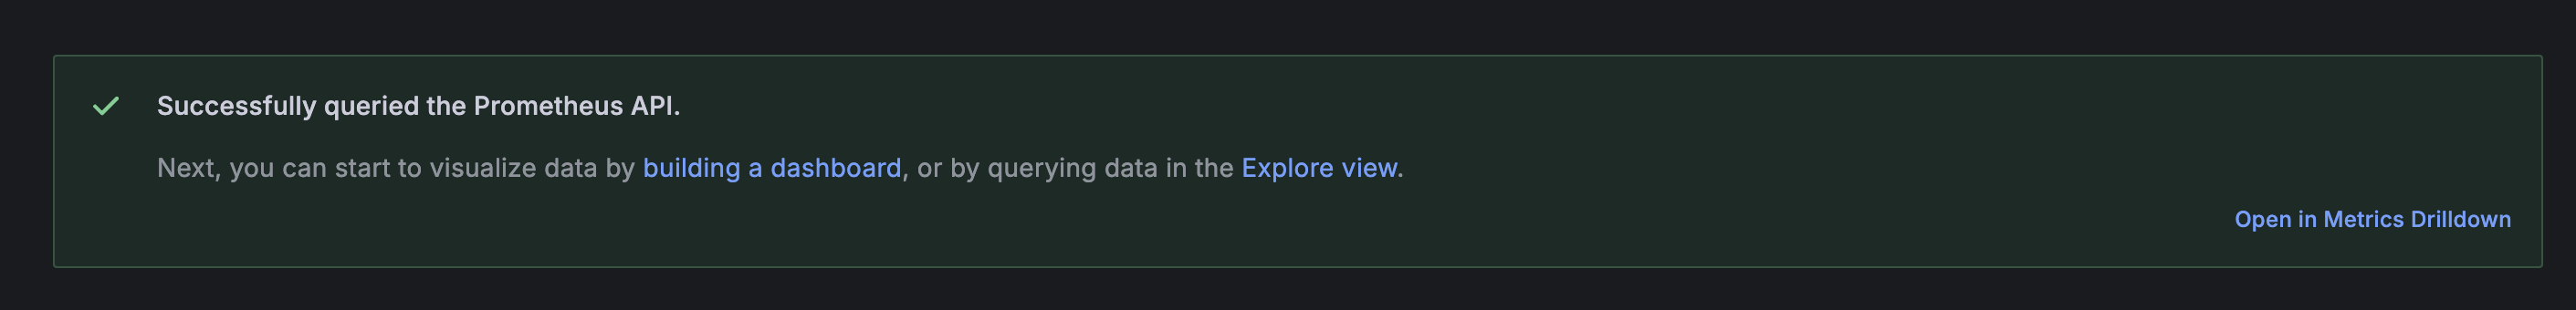 Successfully queried the Prometheus API.
Next, you can start to visualize data by building a dashboard, or by querying data in the Explore view.
Open in Metrics Drilldown